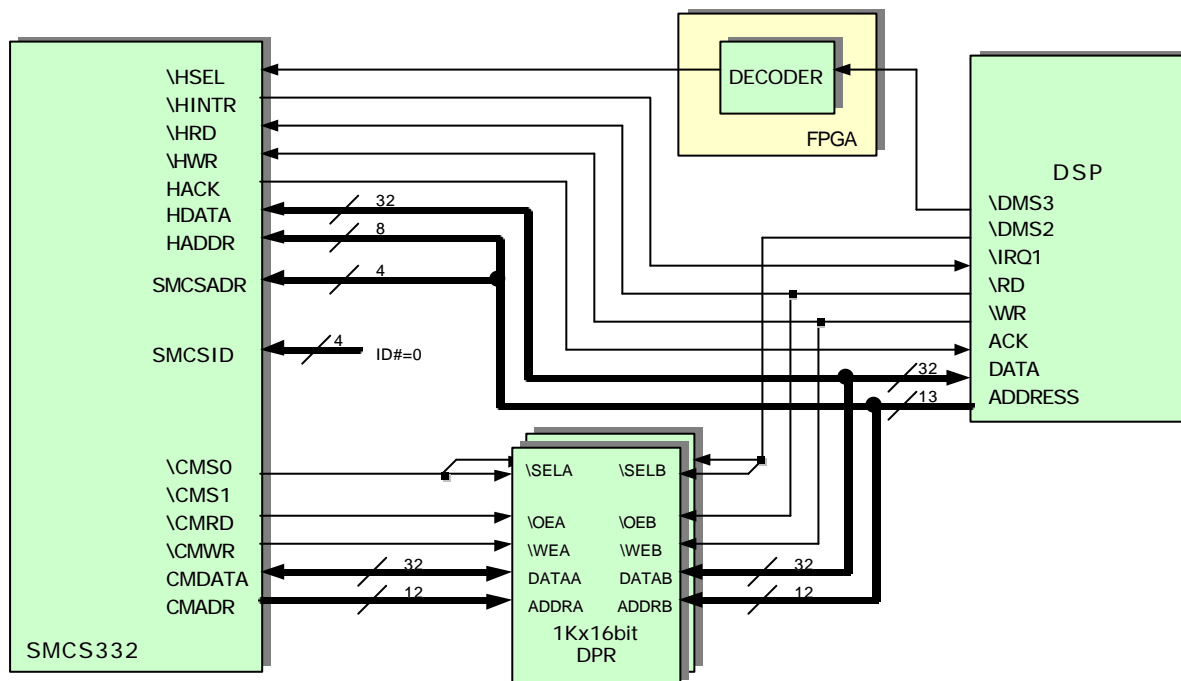 \HSEL
\HINTR
\HRD
\HWR
HACK
HDATA
HADDR
SMCSADR
SMCSID
\CMS0
\CMS1
\CMRD
\CMWR
CMDATA
CMADR
SMCS332
32
8
4
4
ID#=0
DECODER
FPGA
DSP
\DMS3
\DMS2
\IRQ1
\RD
\WR
ACK
DATA
ADDRESS
32
13
\SELA
\SELB
\OEA
\OEB
\WEA
\WEB
DATAA
DATAB
ADDRA
ADDRB
1Kx16bit
DPR
32
12
32
12